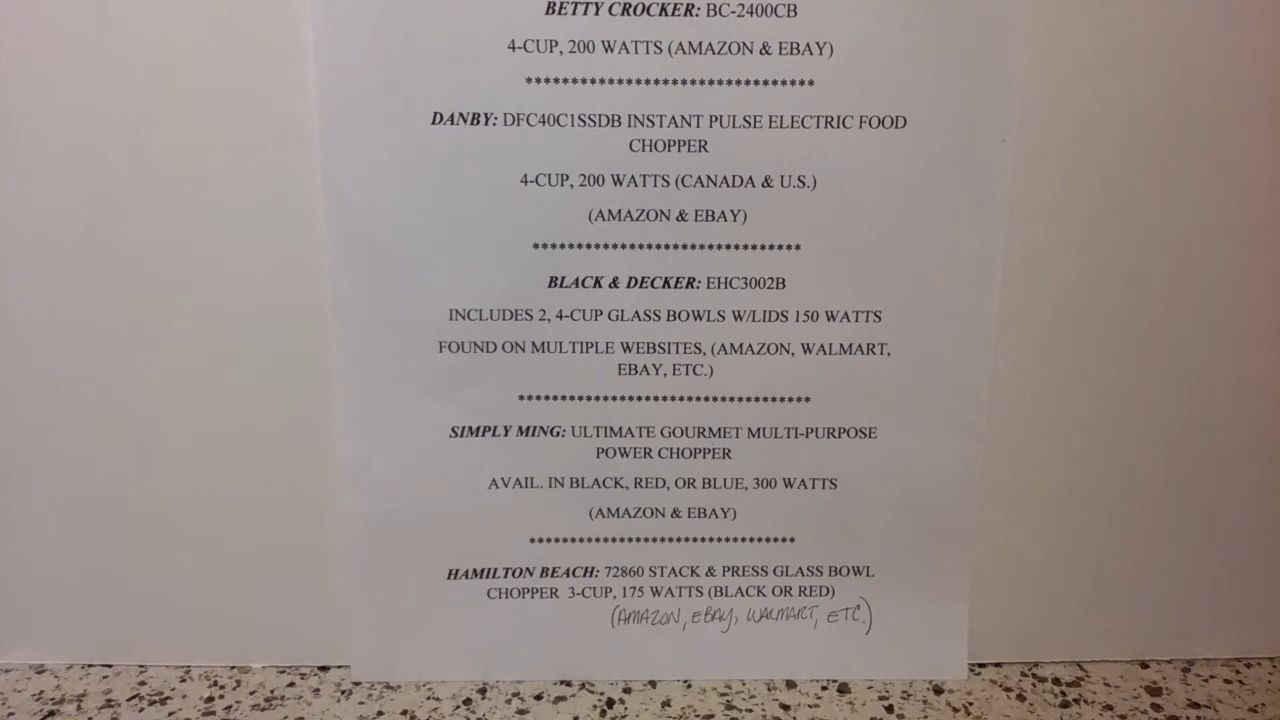 BETTY CROCKER: BC-2400CB
4-CUP, 200 WATTS (AMAZON & EBAY)
********************************
DANBY: DFC40C1SSDB INSTANT PULSE ELECTRIC FOOD
CHOPPER
4-CUP, 200 WATTS (CANADA & U.S.)
(AMAZON & EBAY)
******************************
BLACK & DECKER: EHC3002B
INCLUDES 2, 4-CUP GLASS BOWLS W/LIDS 150 WATTS
FOUND ON MULTIPLE WEBSITES, (AMAZON, WALMART,
EBAY, ETC.)
*********************************
SIMPLY MING: ULTIMATE GOURMET MULTI-PURPOSE
POWER CHOPPER
AVAIL. IN BLACK, RED, OR BLUE, 300 WATTS
(AMAZON & EBAY)
*******************************
HAMILTON BEACH: 72860 STACK & PRESS GLASS BOWL
CHOPPER 3-CUP, 175 WATTS (BLACK OR RED)
(AMAZON, EBAY, WALMART, ETC.)